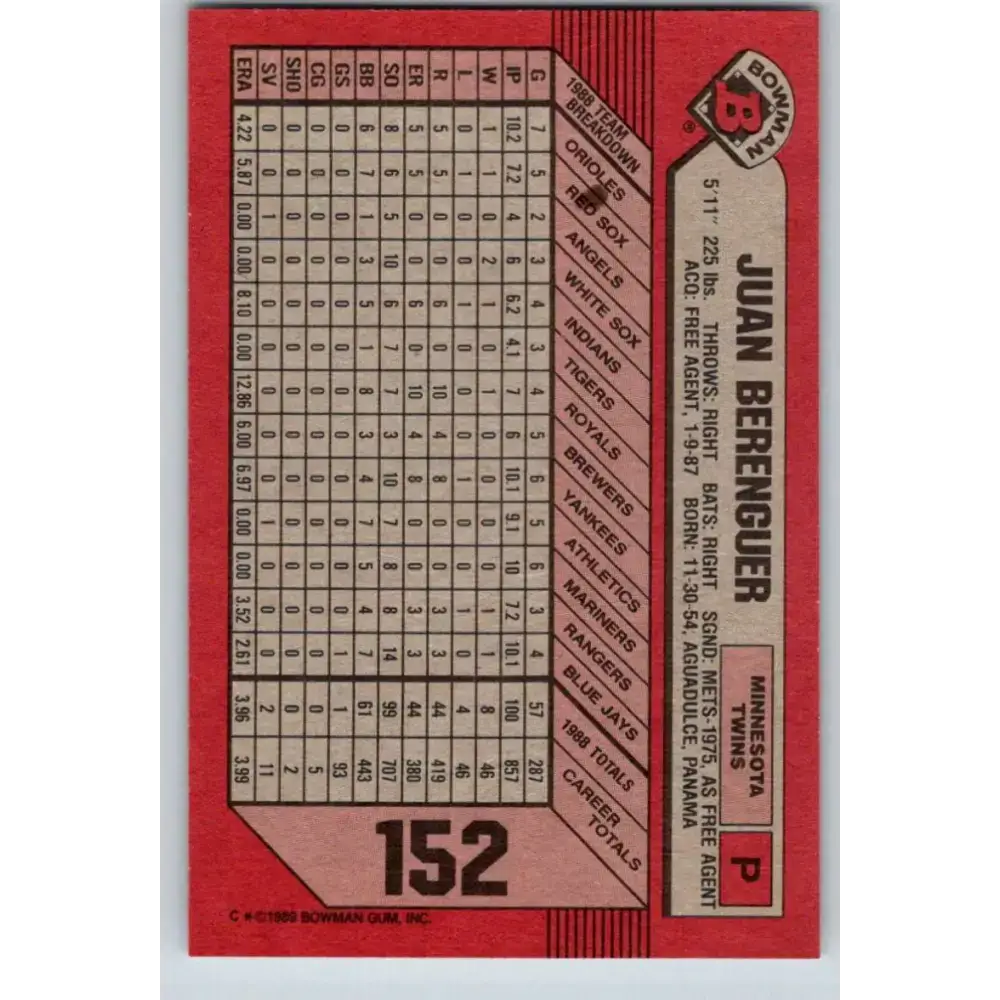 BOWMAN
B
®
JUAN BERENGUER
MINNESOTA
TWINS
P
5'11" 225 lbs. THROWS: RIGHT BATS: RIGHT SGND: METS-1975, AS FREE AGENT
ACQ: FREE AGENT, 1-9-87 BORN: 11-30-54; AGUADULCE, PANAMA
1988 TEAM
BREAKDOWN
ORIOLES
RED SOX
ANGELS
WHITE SOX
INDIANS
TIGERS
ROYALS
BREWERS
YANKEES
ATHLETICS
MARINERS
RANGERS
BLUE JAYS
1988 TOTALS
CAREER
TOTALS
G 7 5 2 3 4 3 4 5 6 5 6 3 4 57 287
IP 10.2 7.2 4 6 6.2 4.1 7 6 10.1 9.1 10 7.2 10.1 100 857
W 1 1 0 2 1 0 1 0 0 0 0 1 1 8 46
L 0 1 0 0 1 0 0 0 1 0 0 1 0 4 46
R 5 5 0 0 6 0 10 4 8 0 0 3 3 44 419
ER 5 5 0 0 6 0 10 4 8 0 0 3 3 44 380
SO 8 6 5 10 6 7 7 3 10 7 8 8 14 99 707
BB 6 7 1 3 5 1 8 3 4 7 5 4 7 61 443
GS 0 0 0 0 0 0 0 0 0 0 0 0 1 1 93
CG 0 0 0 0 0 0 0 0 0 0 0 0 0 0 5
SHO 0 0 0 0 0 0 0 0 0 0 0 0 0 0 2
SV 0 0 1 0 0 0 0 0 0 1 0 0 0 2 11
ERA 4.22 5.87 0.00 0.00 8.10 0.00 12.86 6.00 6.97 0.00 0.00 3.52 2.61 3.96 3.99
152
C #©1989 BOWMAN GUM, INC.